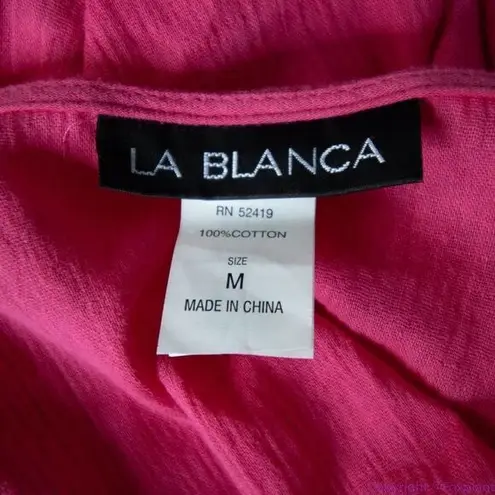 LA BLANCA
RN 52419
100%COTTON
SIZE
M
MADE IN CHINA